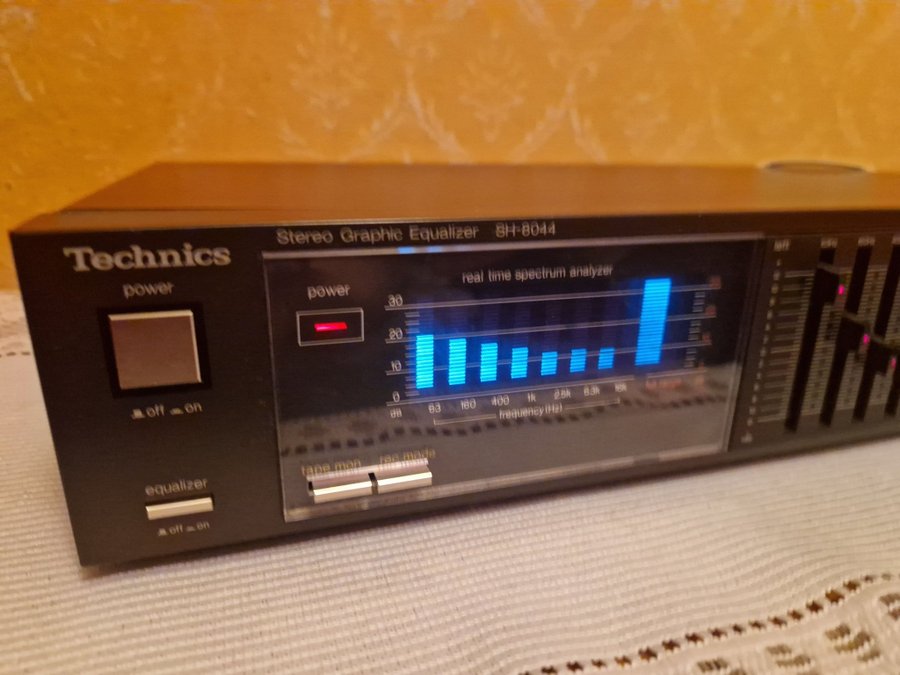 Stereo Graphic Equalizer SH-8044
Technics
power
power
real time spectrum analyzer
30
20
10
0
dB
63 160 400 1k 2.5k 6.3k 16k
frequency(Hz)
off on
tape mon rec mode
equalizer
off on